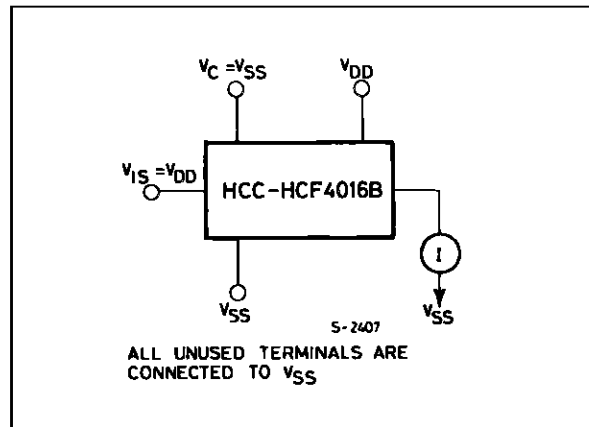 VC = VSS
VDD
VIS = VDD
HCC-HCF4016B
I
VSS
VSS
S-2407
ALL UNUSED TERMINALS ARE
CONNECTED TO VSS